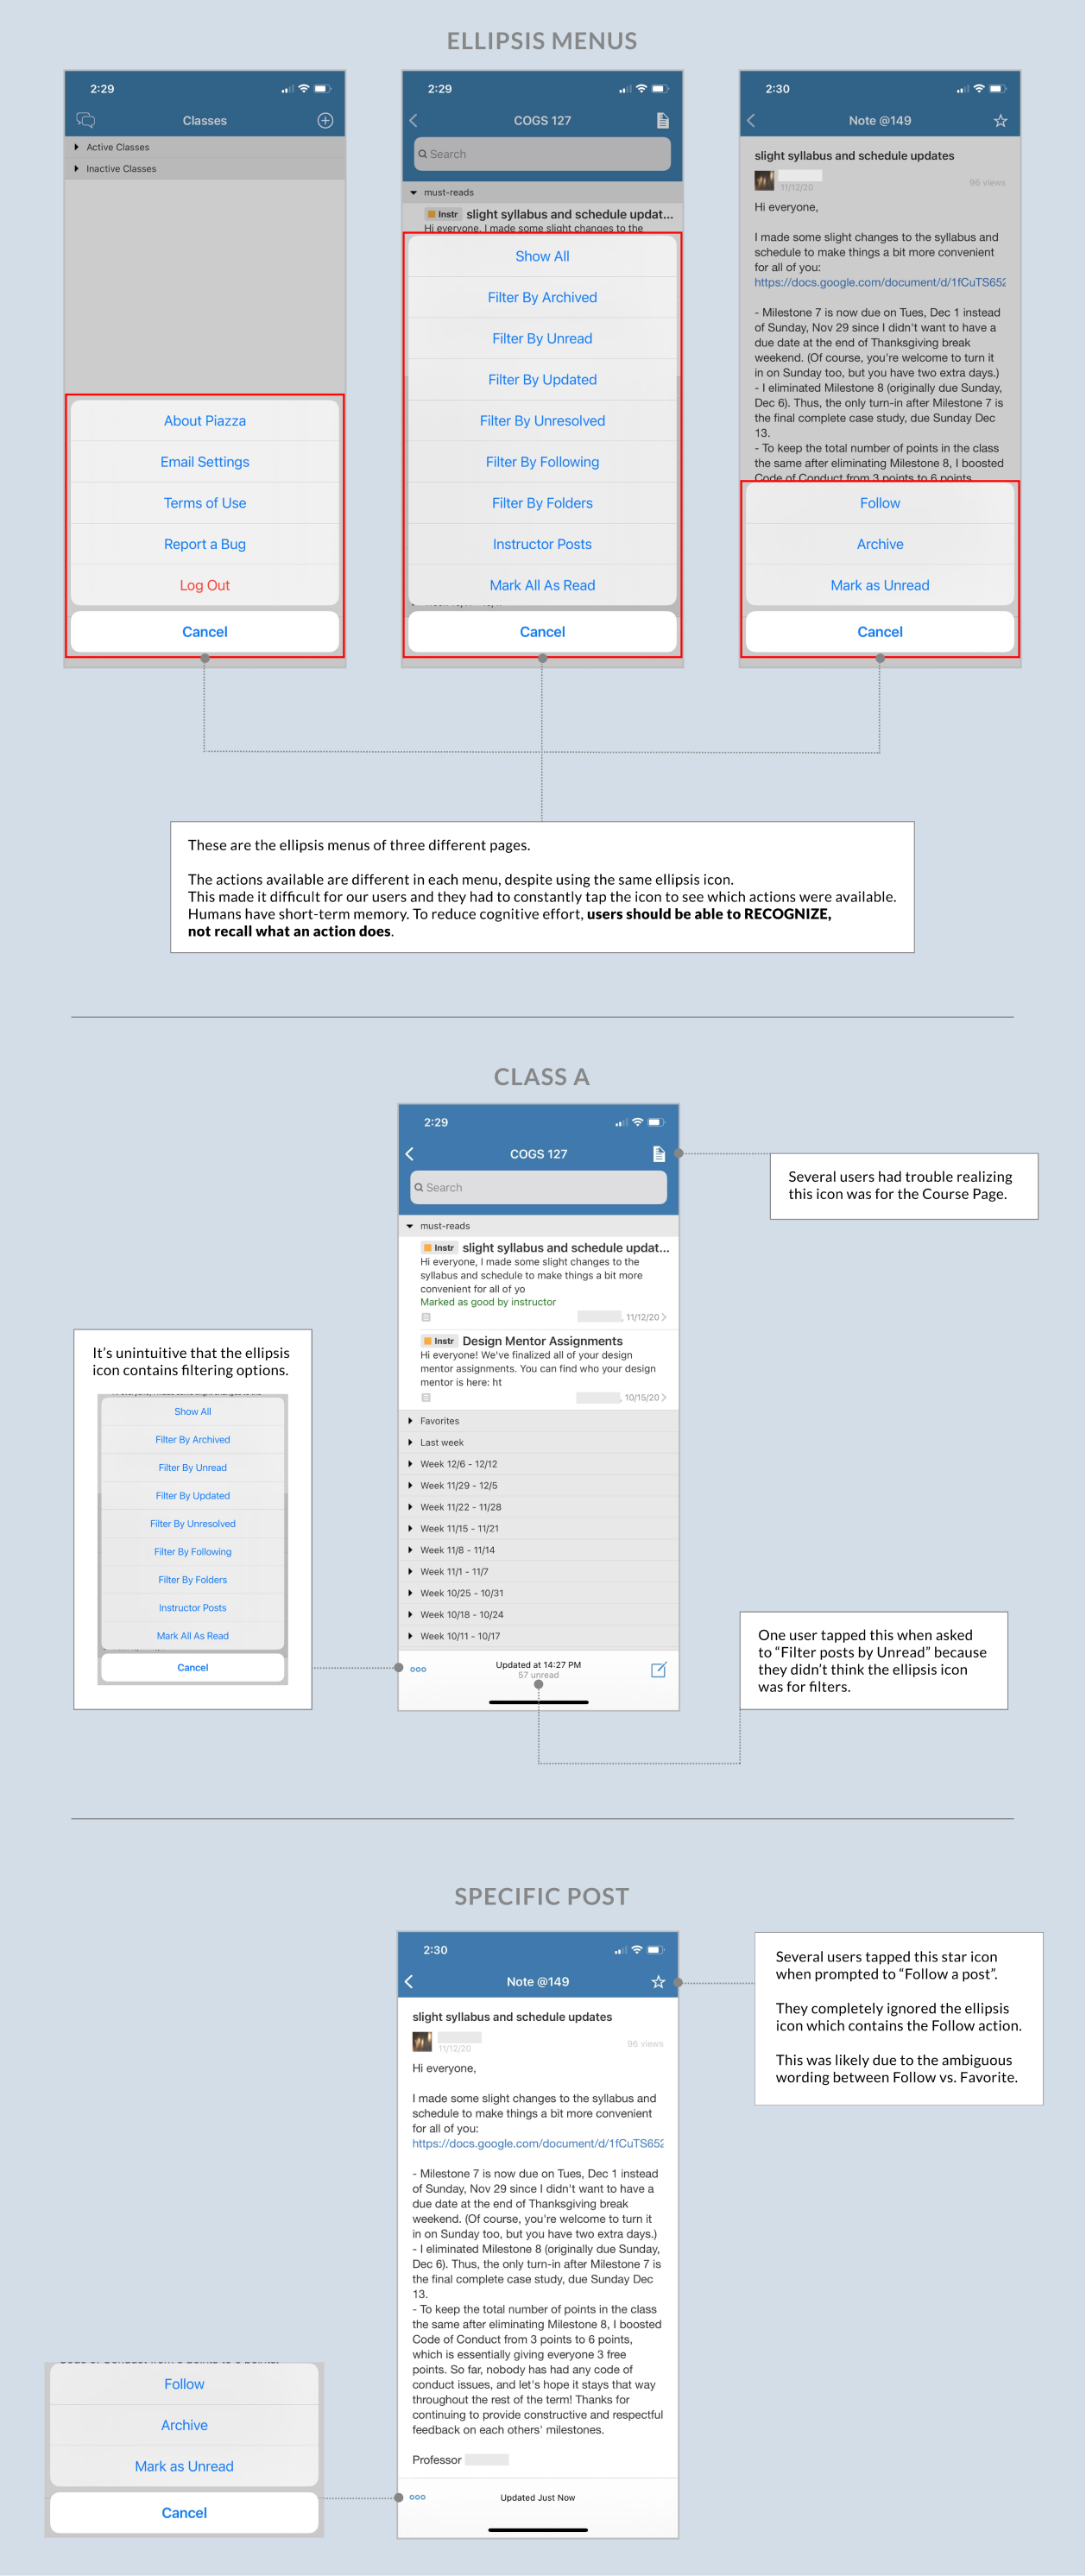 ELLIPSIS MENUS
2:29
Classes
Active Classes
Inactive Classes
About Piazza
Email Settings
Terms of Use
Report a Bug
Log Out
Cancel
2:29
COGS 127
Search
must-reads
Instr slight syllabus and schedule updat...
Hi everyone, I made some slight changes to the
Show All
Filter By Archived
Filter By Unread
Filter By Updated
Filter By Unresolved
Filter By Following
Filter By Folders
Instructor Posts
Mark All As Read
Cancel
2:30
Note @149
slight syllabus and schedule updates
11/12/20
96 views
Hi everyone,
I made some slight changes to the syllabus and
schedule to make things a bit more convenient
for all of you:
https://docs.google.com/document/d/1fCuTS652
- Milestone 7 is now due on Tues, Dec 1 instead
of Sunday, Nov 29 since I didn't want to have a
due date at the end of Thanksgiving break
weekend. (Of course, you're welcome to turn it
in on Sunday too, but you have two extra days.)
- I eliminated Milestone 8 (originally due Sunday,
Dec 6). Thus, the only turn-in after Milestone 7 is
the final complete case study, due Sunday Dec
13.
- To keep the total number of points in the class
the same after eliminating Milestone 8, I boosted
Code of Conduct from 3 points to 6 points,
Follow
Archive
Mark as Unread
Cancel
These are the ellipsis menus of three different pages.
The actions available are different in each menu, despite using the same ellipsis icon.
This made it difficult for our users and they had to constantly tap the icon to see which actions were available.
Humans have short-term memory. To reduce cognitive effort, users should be able to RECOGNIZE,
not recall what an action does.
CLASS A
2:29
COGS 127
Search
must-reads
Instr slight syllabus and schedule updat...
Hi everyone, I made some slight changes to the
syllabus and schedule to make things a bit more
convenient for all of yo
Marked as good by instructor
, 11/12/20
Instr Design Mentor Assignments
Hi everyone! We've finalized all of your design
mentor assignments. You can find who your design
mentor is here: ht
, 10/15/20
Favorites
Last week
Week 12/6 - 12/12
Week 11/29 - 12/5
Week 11/22 - 11/28
Week 11/15 - 11/21
Week 11/8 - 11/14
Week 11/1 - 11/7
Week 10/25 - 10/31
Week 10/18 - 10/24
Week 10/11 - 10/17
Updated at 14:27 PM
57 unread
Several users had trouble realizing
this icon was for the Course Page.
It's unintuitive that the ellipsis
icon contains filtering options.
Show All
Filter By Archived
Filter By Unread
Filter By Updated
Filter By Unresolved
Filter By Following
Filter By Folders
Instructor Posts
Mark All As Read
Cancel
One user tapped this when asked
to “Filter posts by Unread” because
they didn't think the ellipsis icon
was for filters.
SPECIFIC POST
2:30
Note @149
slight syllabus and schedule updates
11/12/20
96 views
Hi everyone,
I made some slight changes to the syllabus and
schedule to make things a bit more convenient
for all of you:
https://docs.google.com/document/d/1fCuTS652
- Milestone 7 is now due on Tues, Dec 1 instead
of Sunday, Nov 29 since I didn't want to have a
due date at the end of Thanksgiving break
weekend. (Of course, you're welcome to turn it
in on Sunday too, but you have two extra days.)
- I eliminated Milestone 8 (originally due Sunday,
Dec 6). Thus, the only turn-in after Milestone 7 is
the final complete case study, due Sunday Dec
13.
- To keep the total number of points in the class
the same after eliminating Milestone 8, I boosted
Code of Conduct from 3 points to 6 points,
which is essentially giving everyone 3 free
points. So far, nobody has had any code of
conduct issues, and let's hope it stays that way
throughout the rest of the term! Thanks for
continuing to provide constructive and respectful
feedback on each others' milestones.
Professor
Updated Just Now
Several users tapped this star icon
when prompted to “Follow a post”.
They completely ignored the ellipsis
icon which contains the Follow action.
This was likely due to the ambiguous
wording between Follow vs. Favorite.
Follow
Archive
Mark as Unread
Cancel